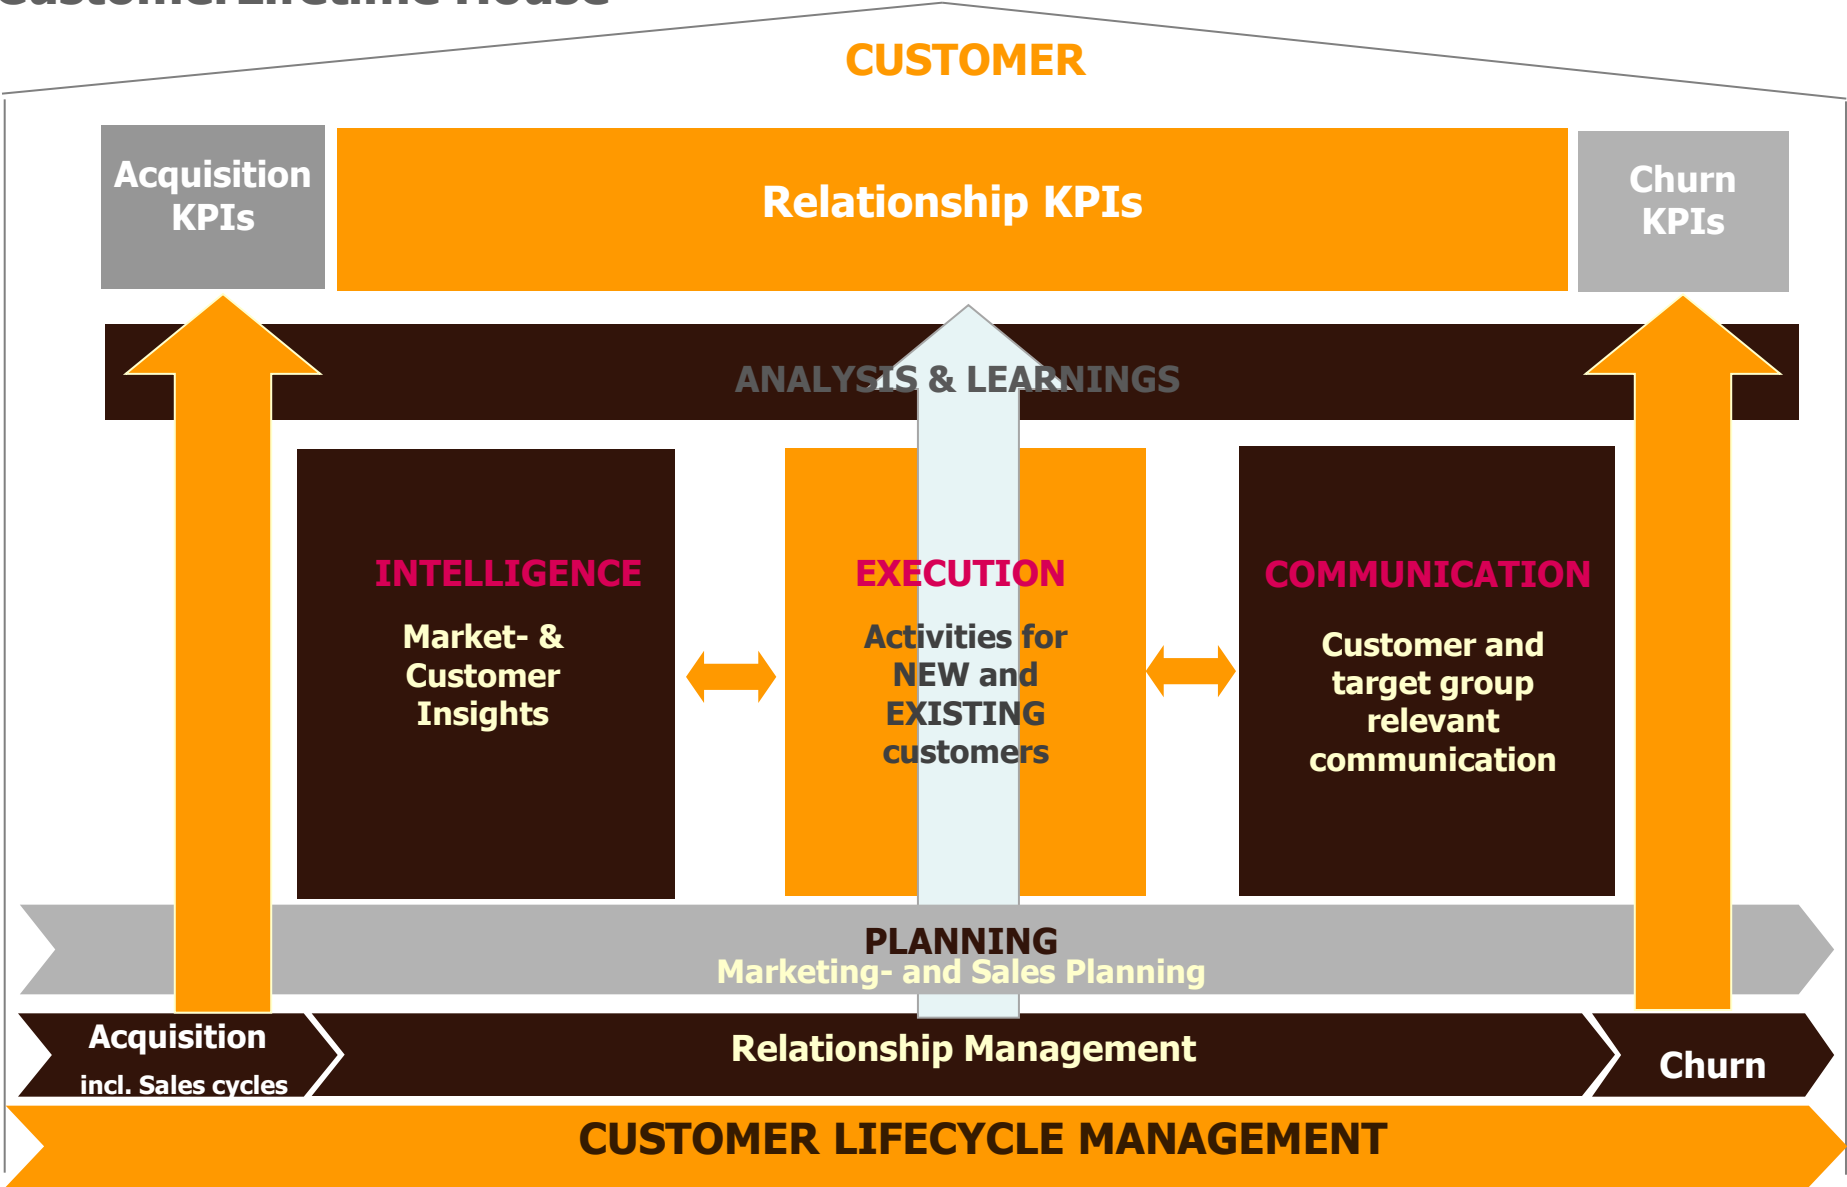 CustomerLifetime House
CUSTOMER
Acquisition
KPIs
Relationship KPIs
Churn
KPIs
ANALYSIS & LEARNINGS
INTELLIGENCE
Market- &
Customer
Insights
EXECUTION
Activities for
NEW and
EXISTING
customers
COMMUNICATION
Customer and
target group
relevant
communication
PLANNING
Marketing- and Sales Planning
Acquisition
incl. Sales cycles
Relationship Management
Churn
CUSTOMER LIFECYCLE MANAGEMENT